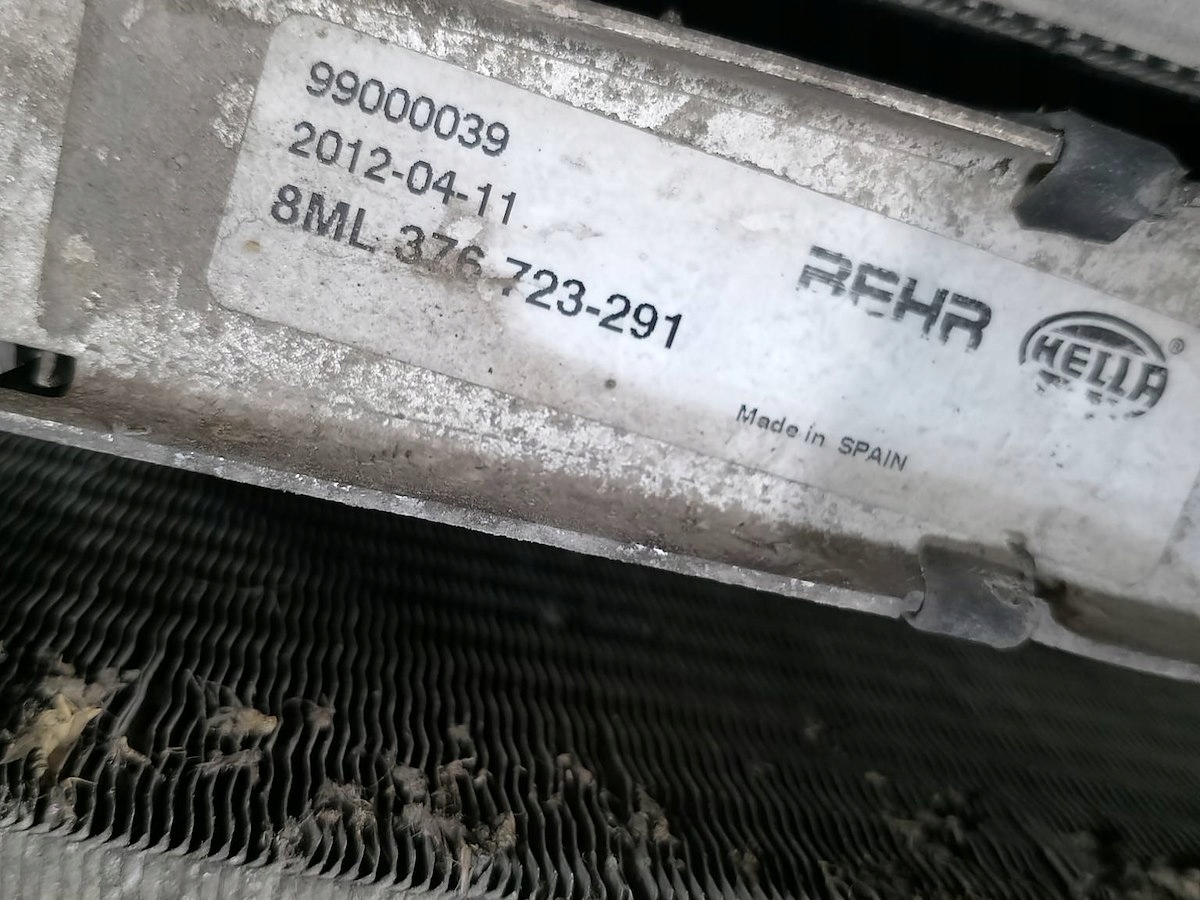 99000039
2012-04-11
8ML 376 723-291
BEHR
HELLA®
Made in SPAIN